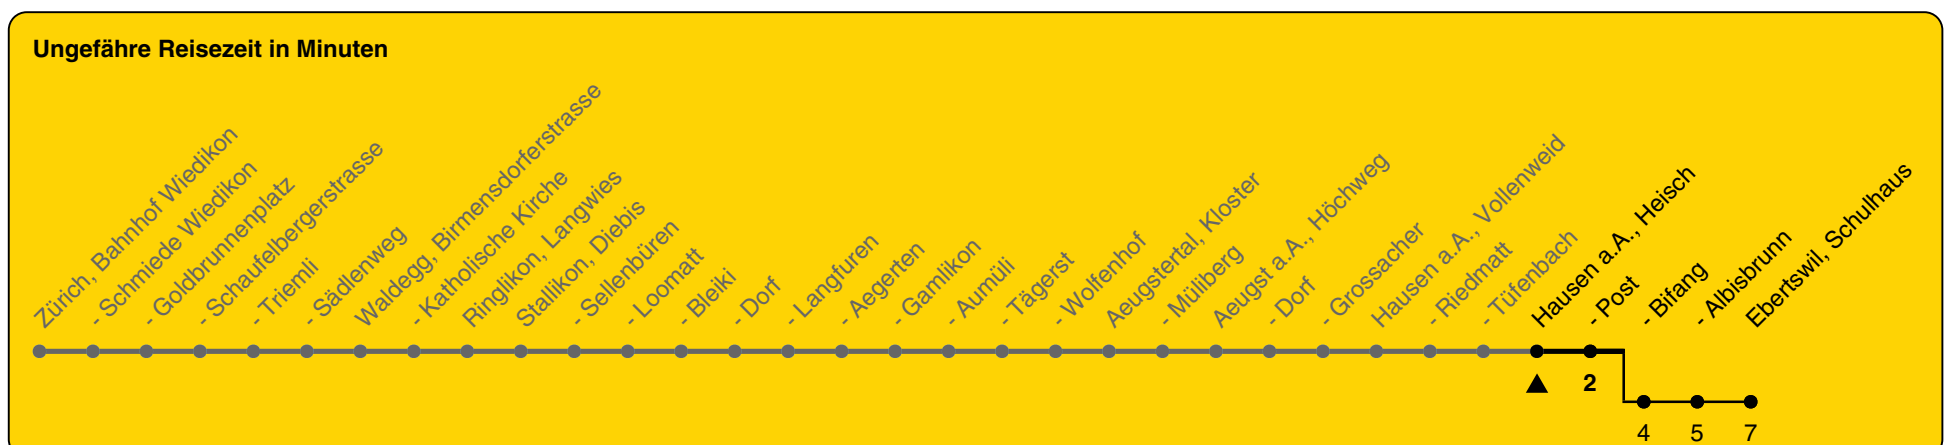 Ungefähre Reisezeit in Minuten
Zürich, Bahnhof Wiedikon
- Schmiede Wiedikon
- Goldbrunnenplatz
- Schaufelbergerstrasse
- Triemli
- Sädlenweg
Waldegg, Birmensdorferstrasse
- Katholische Kirche
Ringlikon, Langwies
Stallikon, Diebis
- Sellenbüren
- Loomatt
- Bleiki
- Dorf
- Langfuren
- Aegerten
- Gamlikon
- Aumüli
- Tägerst
- Wolfenhof
Aeugstertal, Kloster
- Müliberg
Aeugst a.A., Höchweg
- Dorf
- Grossacher
Hausen a.A., Vollenweid
- Riedmatt
- Tüfenbach
Hausen a.A., Heisch
- Post
- Bifang
- Albisbrunn
Ebertswil, Schulhaus
2
4 5 7